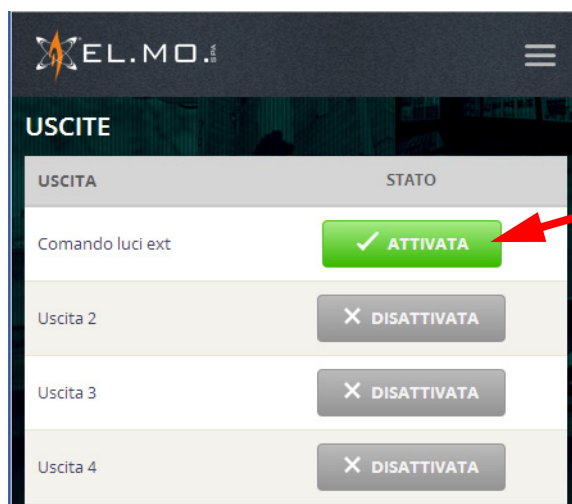 EL.MO. SPA
USCITE
USCITA STATO
Comando luci ext ATTIVATA
Uscita 2 DISATTIVATA
Uscita 3 DISATTIVATA
Uscita 4 DISATTIVATA